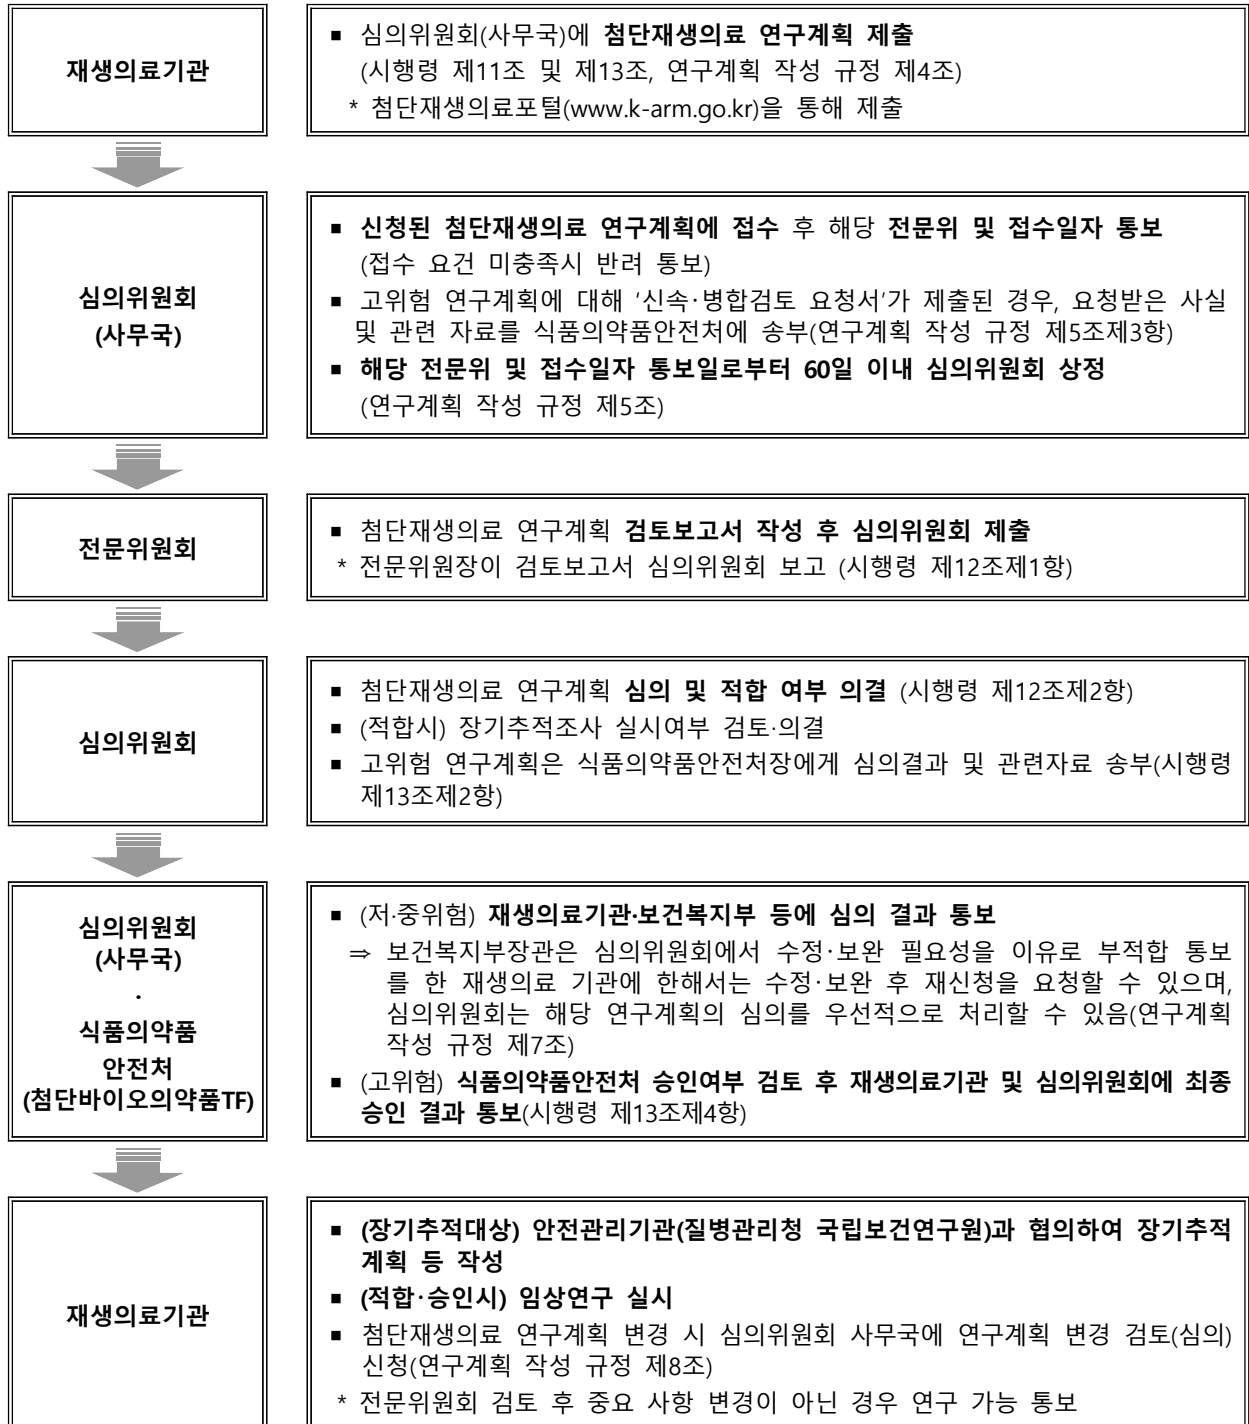 재생의료기관
▪ 심의위원회(사무국)에 첨단재생의료 연구계획 제출
(시행령 제11조 및 제13조, 연구계획 작성 규정 제4조)
* 첨단재생의료포털(www.k-arm.go.kr)을 통해 제출
심의위원회
(사무국)
▪ 신청된 첨단재생의료 연구계획에 접수 후 해당 전문위 및 접수일자 통보
(접수 요건 미충족시 반려 통보)
▪ 고위험 연구계획에 대해 '신속·병합검토 요청서'가 제출된 경우, 요청받은 사실
및 관련 자료를 식품의약품안전처에 송부(연구계획 작성 규정 제5조제3항)
▪ 해당 전문위 및 접수일자 통보일로부터 60일 이내 심의위원회 상정
(연구계획 작성 규정 제5조)
전문위원회
▪ 첨단재생의료 연구계획 검토보고서 작성 후 심의위원회 제출
* 전문위원장이 검토보고서 심의위원회 보고 (시행령 제12조제1항)
심의위원회
▪ 첨단재생의료 연구계획 심의 및 적합 여부 의결 (시행령 제12조제2항)
▪ (적합시) 장기추적조사 실시여부 검토·의결
▪ 고위험 연구계획은 식품의약품안전처장에게 심의결과 및 관련자료 송부(시행령
제13조제2항)
심의위원회
(사무국)
·
식품의약품
안전처
(첨단바이오의약품TF)
▪ (저·중위험) 재생의료기관·보건복지부 등에 심의 결과 통보
⇒ 보건복지부장관은 심의위원회에서 수정·보완 필요성을 이유로 부적합 통보
를 한 재생의료 기관에 한해서는 수정·보완 후 재신청을 요청할 수 있으며,
심의위원회는 해당 연구계획의 심의를 우선적으로 처리할 수 있음(연구계획
작성 규정 제7조)
▪ (고위험) 식품의약품안전처 승인여부 검토 후 재생의료기관 및 심의위원회에 최종
승인 결과 통보(시행령 제13조제4항)
재생의료기관
▪ (장기추적대상) 안전관리기관(질병관리청 국립보건연구원)과 협의하여 장기추적
계획 등 작성
▪ (적합·승인시) 임상연구 실시
▪ 첨단재생의료 연구계획 변경 시 심의위원회 사무국에 연구계획 변경 검토(심의)
신청(연구계획 작성 규정 제8조)
* 전문위원회 검토 후 중요 사항 변경이 아닌 경우 연구 가능 통보